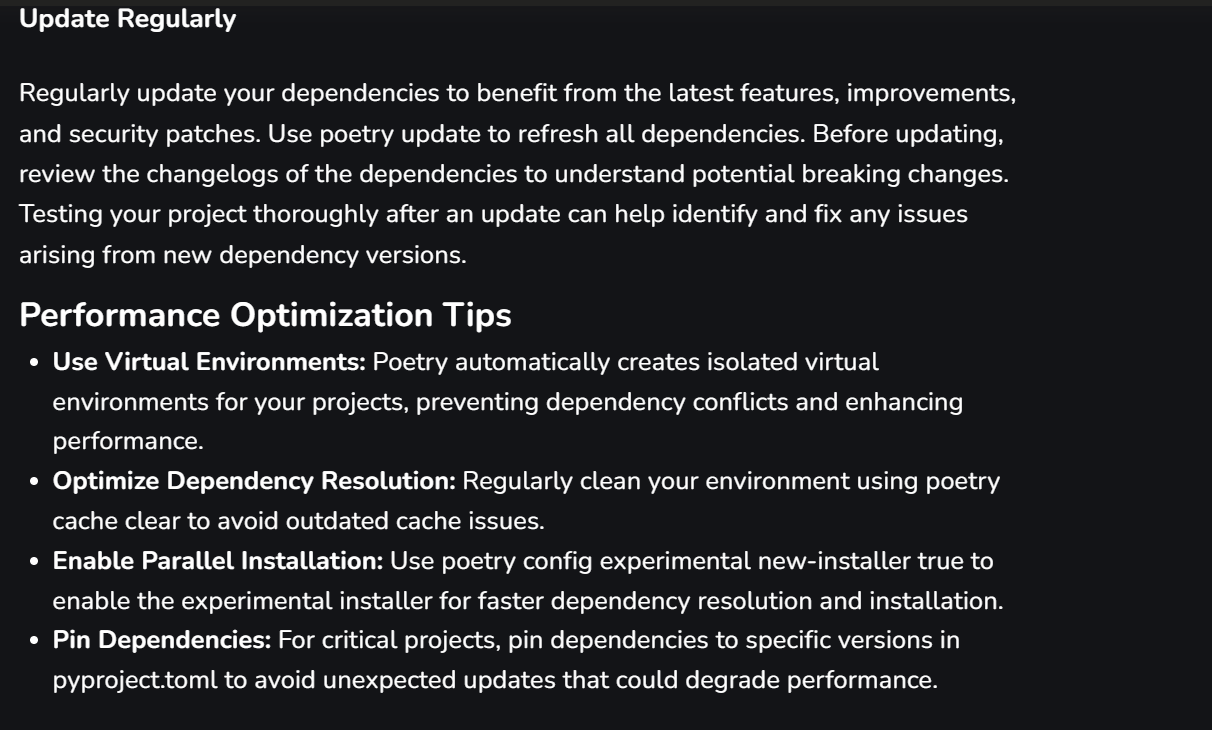 Update Regularly
Regularly update your dependencies to benefit from the latest features, improvements,
and security patches. Use poetry update to refresh all dependencies. Before updating,
review the changelogs of the dependencies to understand potential breaking changes.
Testing your project thoroughly after an update can help identify and fix any issues
arising from new dependency versions.
Performance Optimization Tips
• Use Virtual Environments: Poetry automatically creates isolated virtual
environments for your projects, preventing dependency conflicts and enhancing
performance.
• Optimize Dependency Resolution: Regularly clean your environment using poetry
cache clear to avoid outdated cache issues.
• Enable Parallel Installation: Use poetry config experimental new-installer true to
enable the experimental installer for faster dependency resolution and installation.
• Pin Dependencies: For critical projects, pin dependencies to specific versions in
pyproject.toml to avoid unexpected updates that could degrade performance.